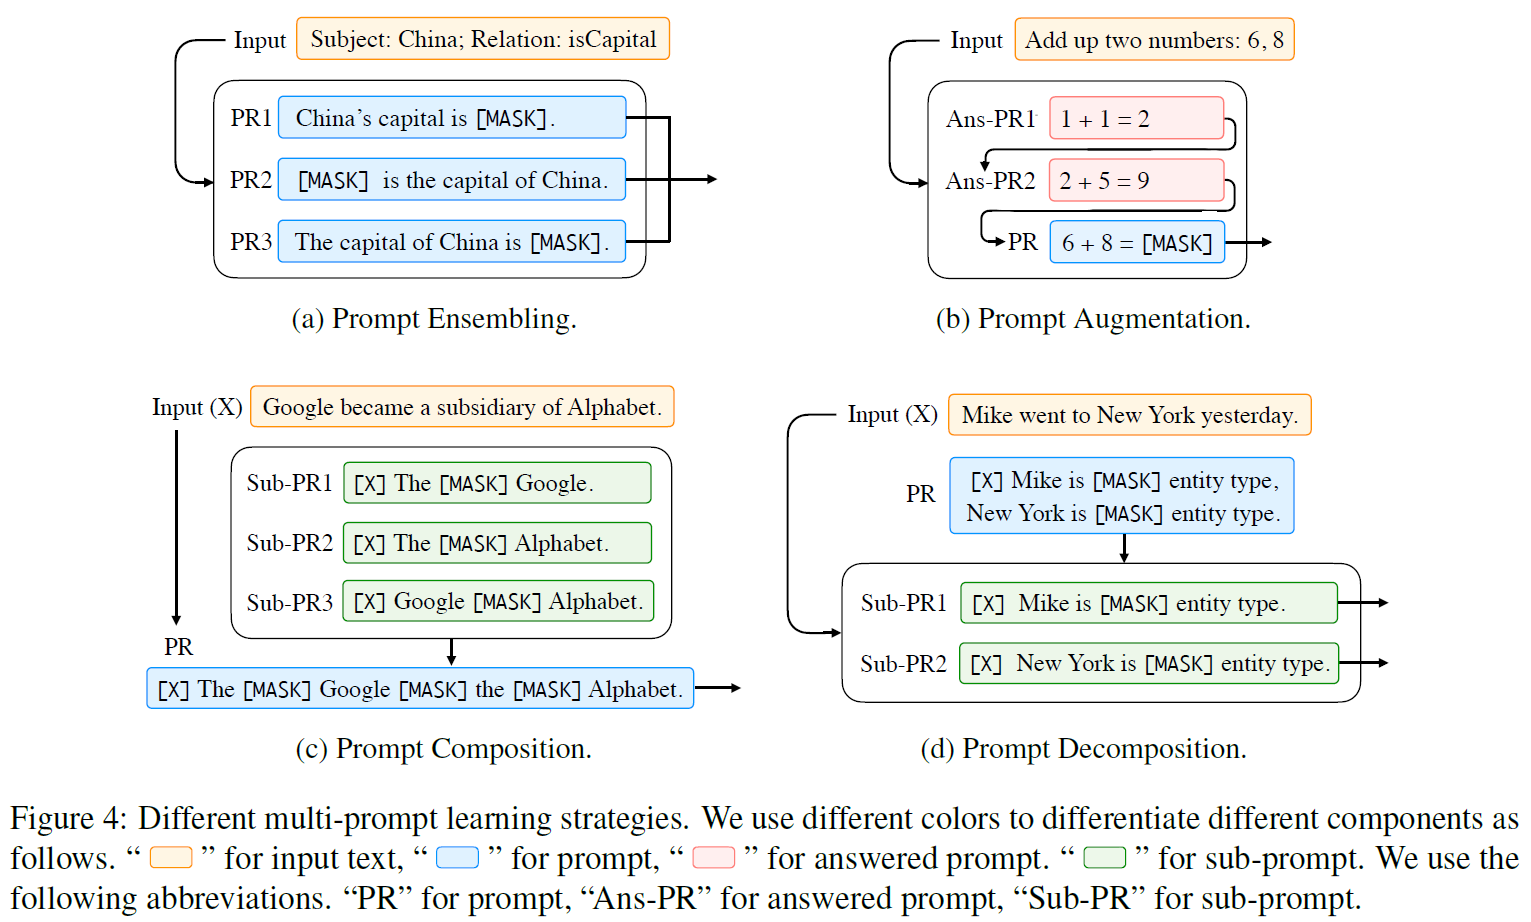 Input Subject: China; Relation: isCapital
PR1 China’s capital is [MASK].
PR2 [MASK] is the capital of China.
PR3 The capital of China is [MASK].
(a) Prompt Ensembling.
Input Add up two numbers: 6, 8
Ans-PR1 1 + 1 = 2
Ans-PR2 2 + 5 = 9
PR 6 + 8 = [MASK]
(b) Prompt Augmentation.
Input (X) Google became a subsidiary of Alphabet.
Sub-PR1 [X] The [MASK] Google.
Sub-PR2 [X] The [MASK] Alphabet.
Sub-PR3 [X] Google [MASK] Alphabet.
PR
[X] The [MASK] Google [MASK] the [MASK] Alphabet.
(c) Prompt Composition.
Input (X) Mike went to New York yesterday.
PR [X] Mike is [MASK] entity type,
New York is [MASK] entity type.
Sub-PR1 [X] Mike is [MASK] entity type.
Sub-PR2 [X] New York is [MASK] entity type.
(d) Prompt Decomposition.
Figure 4: Different multi-prompt learning strategies. We use different colors to differentiate different components as
follows. “ ” for input text, “ ” for prompt, “ ” for answered prompt. “ ” for sub-prompt. We use the
following abbreviations. “PR” for prompt, “Ans-PR” for answered prompt, “Sub-PR” for sub-prompt.